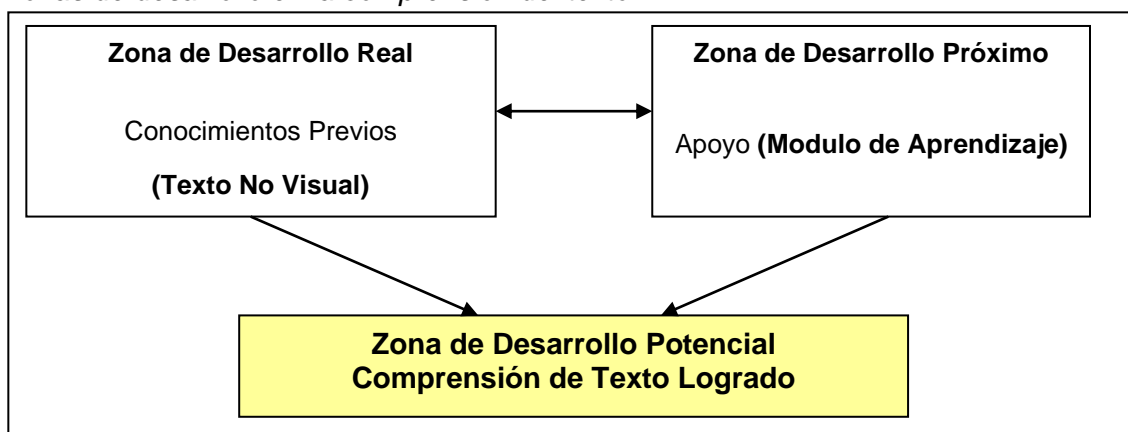 Zona de Desarrollo Real
Conocimientos Previos
(Texto No Visual)
Zona de Desarrollo Próximo
Apoyo (Modulo de Aprendizaje)
Zona de Desarrollo Potencial
Comprensión de Texto Logrado